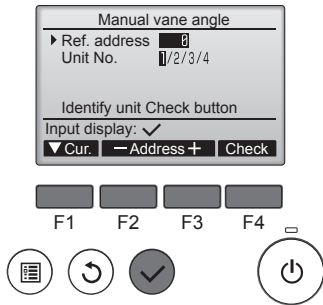 Manual vane angle
Ref. address 0
Unit No. 1/2/3/4
Identify unit Check button
Input display: ✓
▼ Cur. − Address + Check
F1 F2 F3 F4